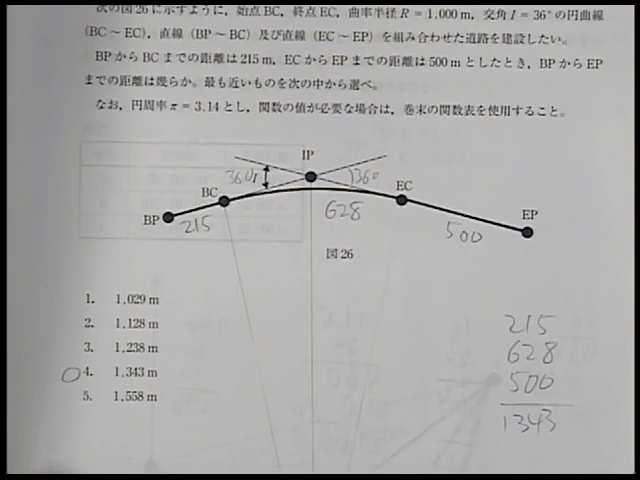 次の図26に示すように，始点BC，終点EC，曲率半径R = 1,000 m，交角I = 36°の円曲線
(BC ～ EC)，直線 (BP ～ BC) 及び直線 (EC ～ EP) を組み合わせた道路を建設したい。
BPからBCまでの距離は215 m，ECからEPまでの距離は500 mとしたとき，BPからEP
までの距離は幾らか。最も近いものを次の中から選べ。
なお，円周率π = 3.14とし，関数の値が必要な場合は，巻末の関数表を使用すること。
IP
36° I
36°
BC
EC
628
BP
215
500
EP
図26
1. 1,029 m
2. 1,128 m
3. 1,238 m
4. 1,343 m
5. 1,558 m
215
628
500
1343